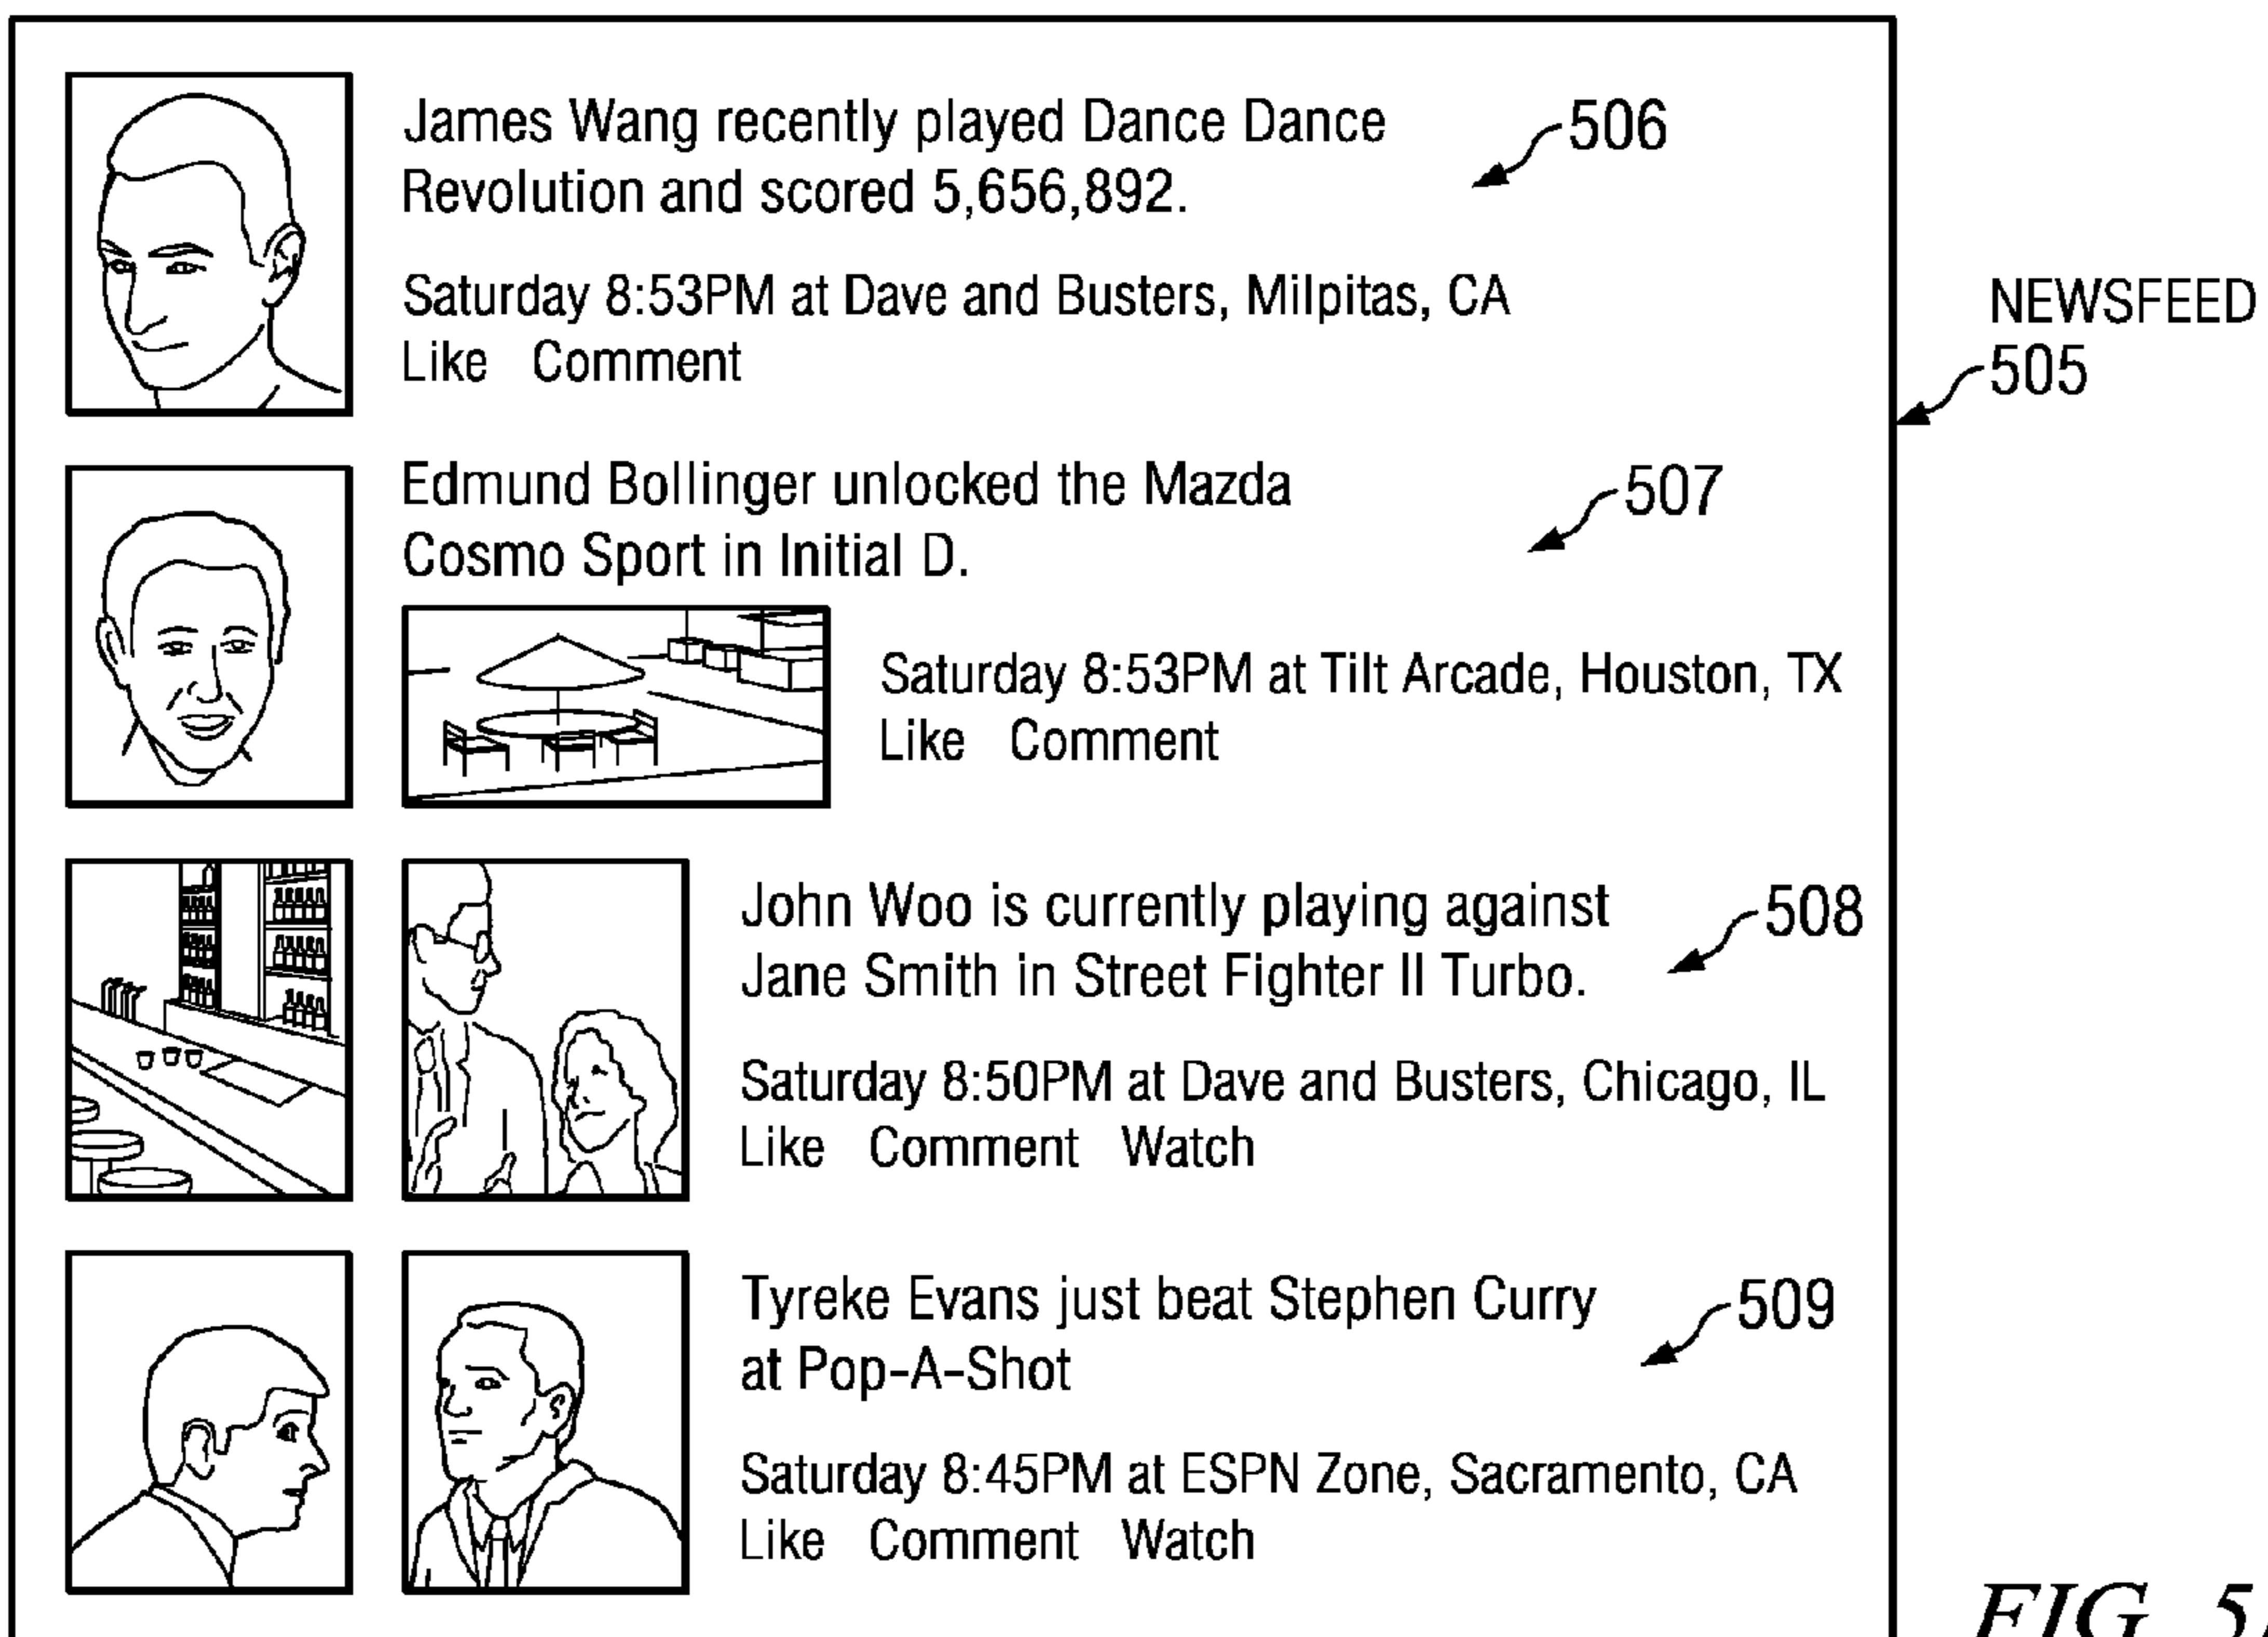 James Wang recently played Dance Dance
Revolution and scored 5,656,892.
506
Saturday 8:53PM at Dave and Busters, Milpitas, CA
Like Comment
NEWSFEED
505
Edmund Bollinger unlocked the Mazda
Cosmo Sport in Initial D.
507
Saturday 8:53PM at Tilt Arcade, Houston, TX
Like Comment
John Woo is currently playing against
Jane Smith in Street Fighter II Turbo.
508
Saturday 8:50PM at Dave and Busters, Chicago, IL
Like Comment Watch
Tyreke Evans just beat Stephen Curry
at Pop-A-Shot
509
Saturday 8:45PM at ESPN Zone, Sacramento, CA
Like Comment Watch
FIG. 5